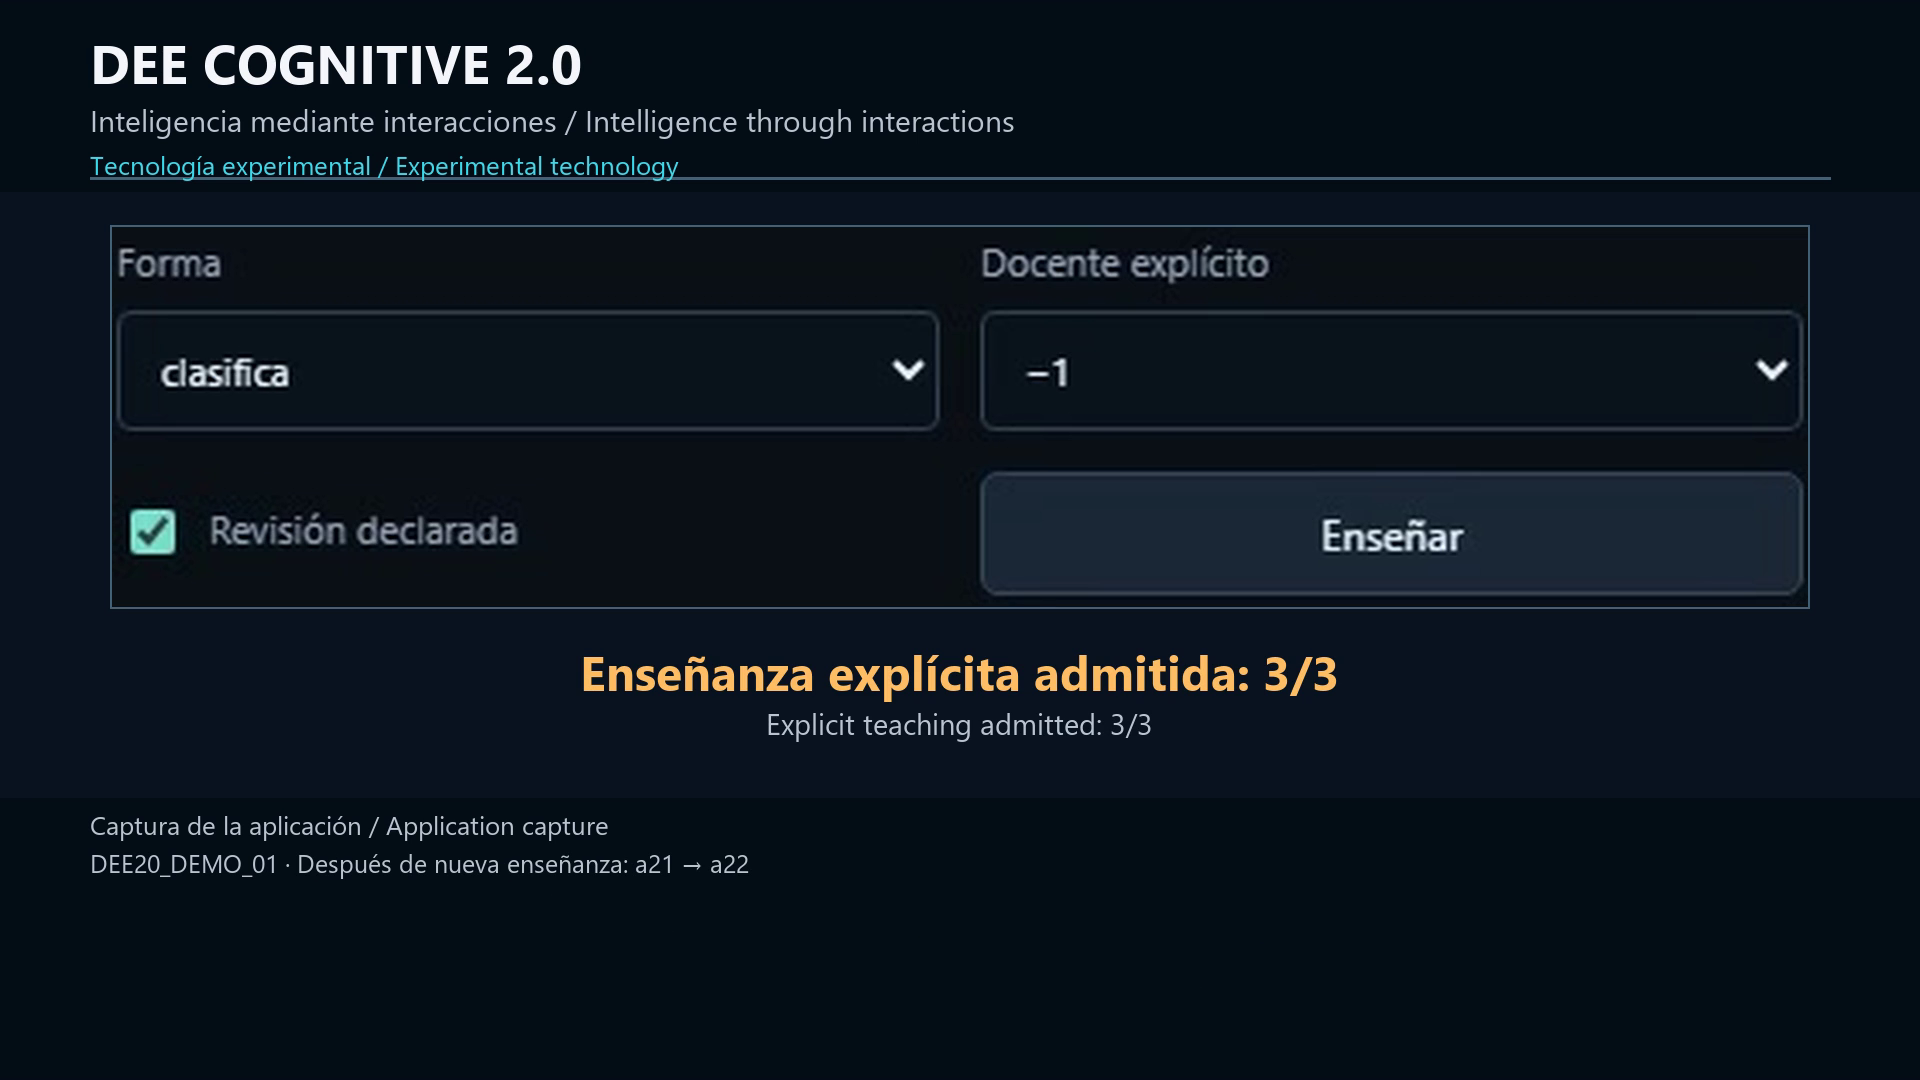 DEE COGNITIVE 2.0
Inteligencia mediante interacciones / Intelligence through interactions
Tecnología experimental / Experimental technology
Forma
Docente explícito
clasifica
−1
Revisión declarada
Enseñar
Enseñanza explícita admitida: 3/3
Explicit teaching admitted: 3/3
Captura de la aplicación / Application capture
DEE20_DEMO_01 · Después de nueva enseñanza: a21 → a22